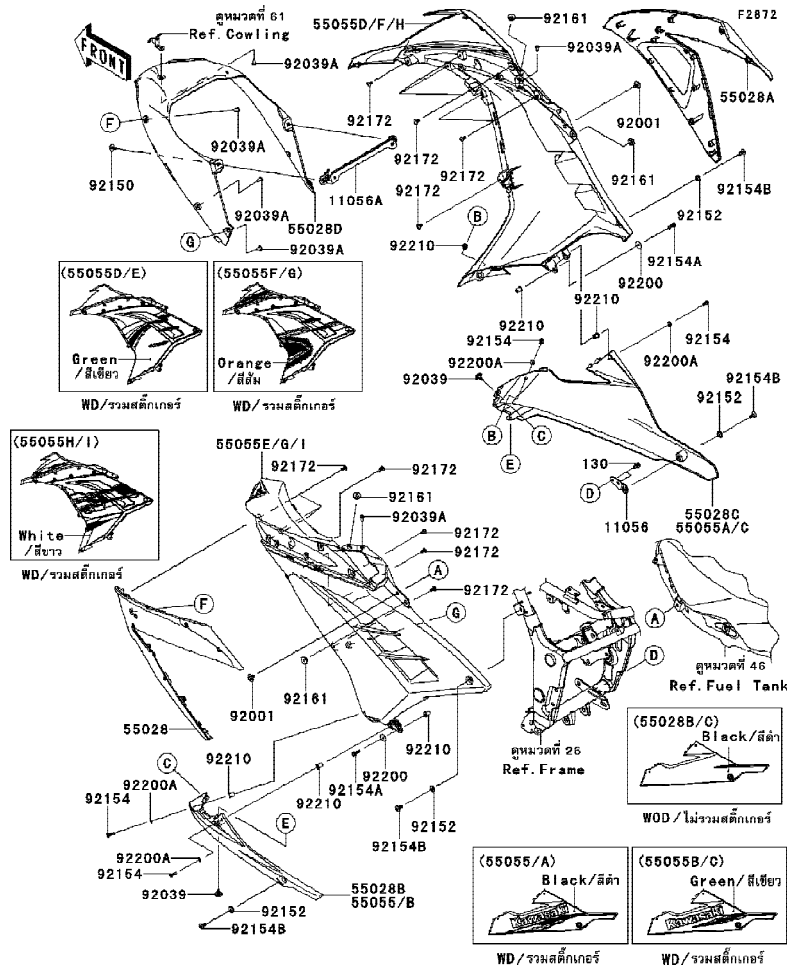 ดูหมวดที่ 61
Ref.Cowling
FRONT
55055D/F/H
92161
92039A
F2872
92039A
55028A
F
92172
92001
92039A
92172
92172
92161
92150
11056A
92172
92152
92154B
92039A
55028D
B
G
92039A
92210
92154A
92200
(55055D/E)
Green
/สีเขียว
WD/รวมสติ๊กเกอร์
(55055F/G)
Orange
/สีส้ม
WD/รวมสติ๊กเกอร์
92210
92210
92154
92154
92200A
92200A
92039
92154B
92152
B
C
E
130
D
11056
55028C
55055A/C
(55055H/I)
White
/สีขาว
WD/รวมสติ๊กเกอร์
55055E/G/I
92172
92172
92161
92039A
92172
92172
A
92172
F
G
A
D
92161
92001
55028
ดูหมวดที่ 46
Ref.Fuel Tank
ดูหมวดที่ 26
Ref.Frame
(55028B/C)
Black/สีดำ
WOD/ไม่รวมสติ๊กเกอร์
C
92210
92210
92200
92154A
92210
92200A
92154
92152
92154B
E
92200A
92154
92039
92152
92154B
55028B
55055/B
(55055/A)
Black/สีดำ
Kawasaki
WD/รวมสติ๊กเกอร์
(55055B/C)
Green/สีเขียว
Kawasaki
WD/รวมสติ๊กเกอร์